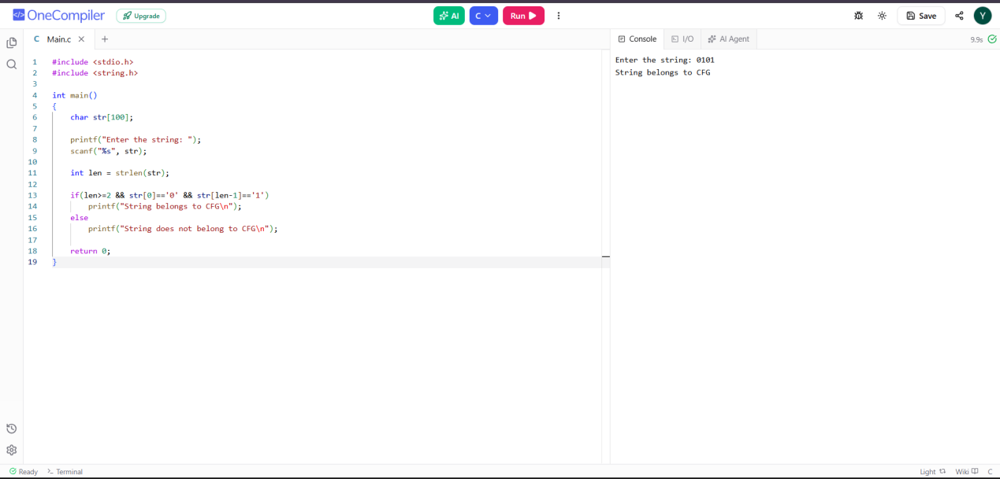 OneCompiler
Upgrade
AI
C
Run
Save
Y
C Main.c
Console
I/O
AI Agent
9.9s
1 #include <stdio.h>
2 #include <string.h>
3
4 int main()
5 {
6 char str[100];
7
8 printf("Enter the string: ");
9 scanf("%s", str);
10
11 int len = strlen(str);
12
13 if(len>=2 && str[0]=='0' && str[len-1]=='1')
14 printf("String belongs to CFG\n");
15 else
16 printf("String does not belong to CFG\n");
17
18 return 0;
19 }
Enter the string: 0101
String belongs to CFG
Ready
Terminal
Light
Wiki
C